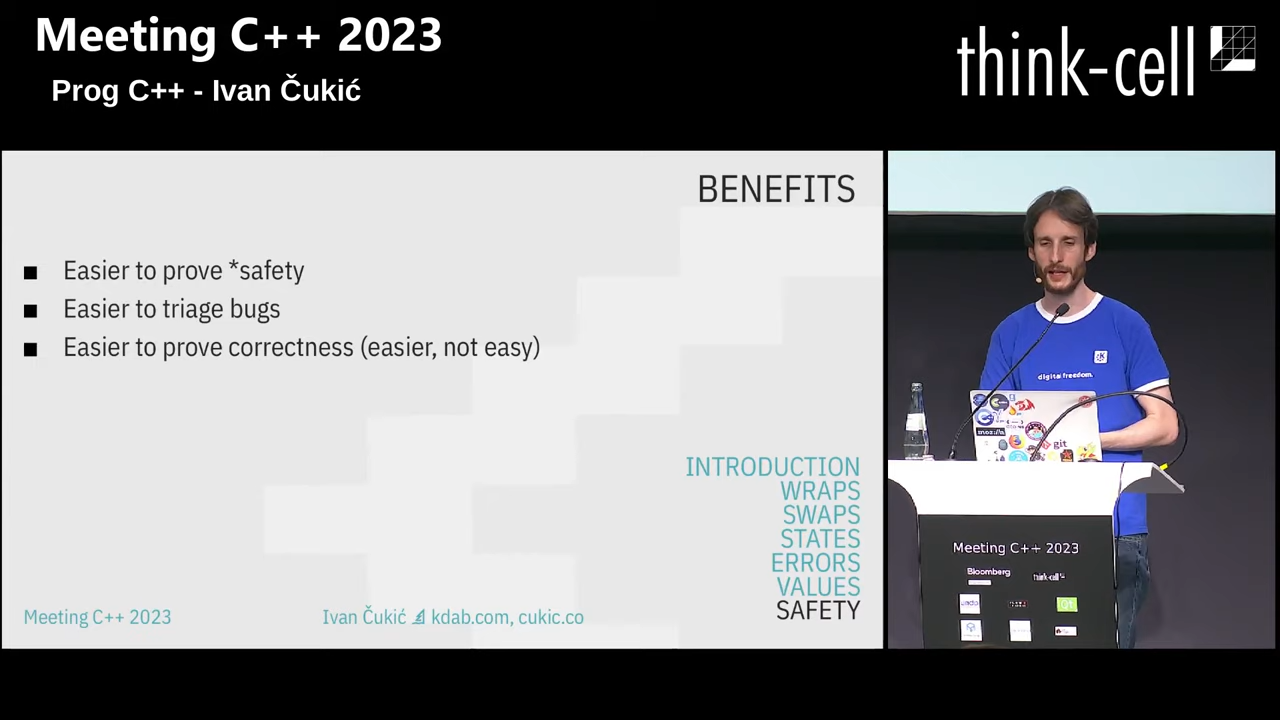 Meeting C++ 2023
Prog C++ - Ivan Čukić
think-cell
BENEFITS
Easier to prove *safety
Easier to triage bugs
Easier to prove correctness (easier, not easy)
INTRODUCTION
WRAPS
SWAPS
STATES
ERRORS
VALUES
SAFETY
Meeting C++ 2023
Ivan Čukić
kdab.com, cukic.co
digital freedom.
git
Meeting C++ 2023
Bloomberg
think-cell